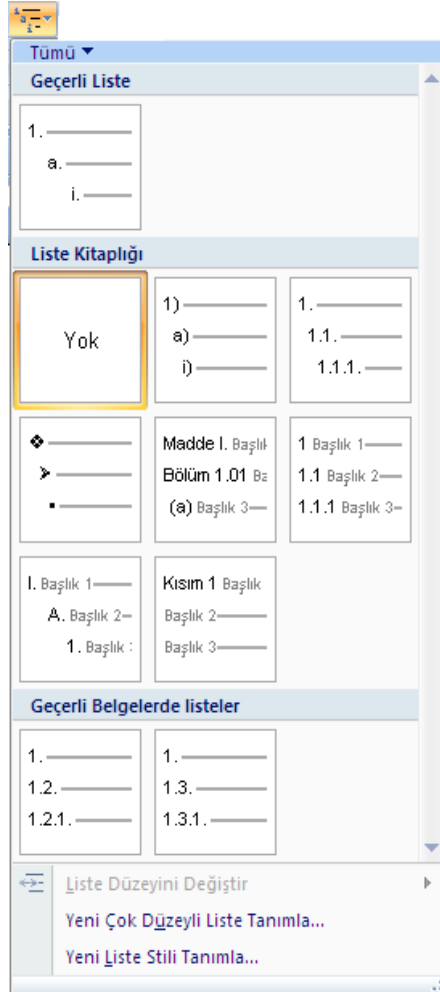 Tümü
Geçerli Liste
1.
a.
i.
Liste Kitaplığı
Yok
1)
a)
i)
1.
1.1.
1.1.1.
Madde I. Başlık
Bölüm 1.01 Ba
(a) Başlık 3
1 Başlık 1
1.1 Başlık 2
1.1.1 Başlık 3
I. Başlık 1
A. Başlık 2
1. Başlık
Kısım 1 Başlık
Başlık 2
Başlık 3
Geçerli Belgelerde listeler
1.
1.2.
1.2.1.
1.
1.3.
1.3.1.
Liste Düzeyini Değiştir
Yeni Çok Düzeyli Liste Tanımla...
Yeni Liste Stili Tanımla...